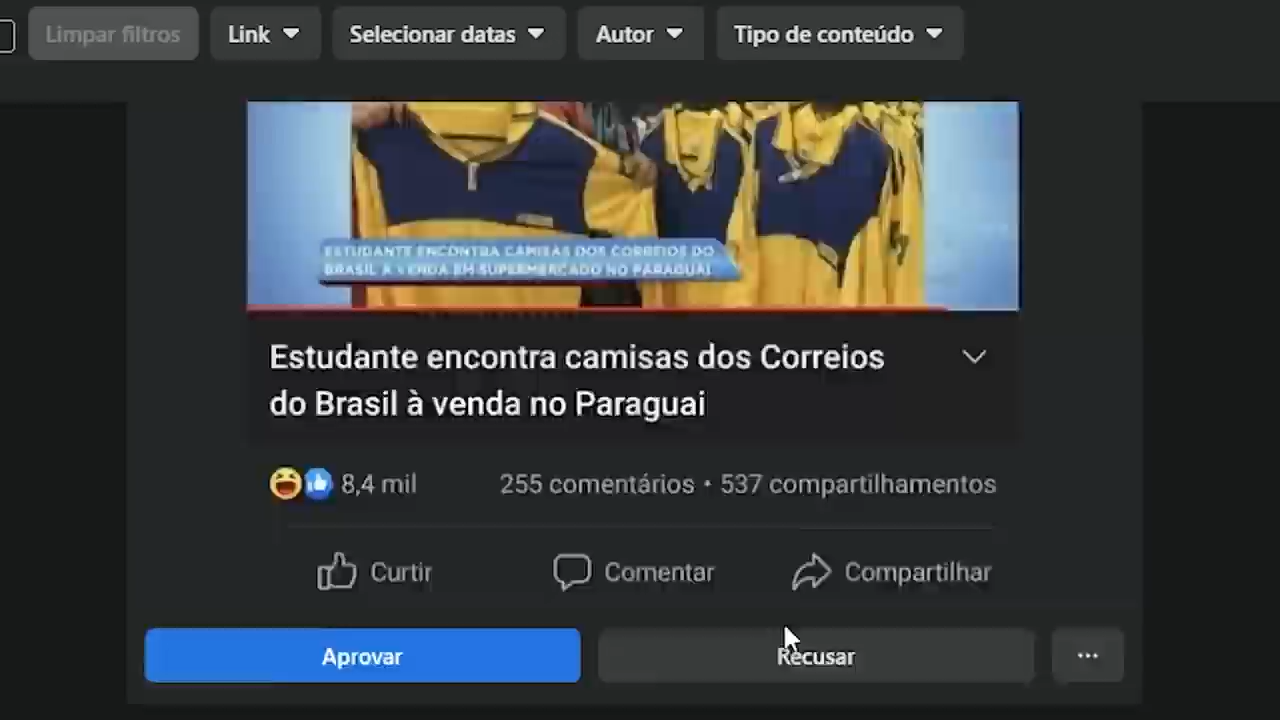 Limpar filtros
Link
Selecionar datas
Autor
Tipo de conteúdo
ESTUDANTE ENCONTRA CAMISAS DOS CORREIOS DO
BRASIL À VENDA EM SUPERMERCADO NO PARAGUAI
Estudante encontra camisas dos Correios
do Brasil à venda no Paraguai
8,4 mil
255 comentários • 537 compartilhamentos
Curtir
Comentar
Compartilhar
Aprovar
Recusar